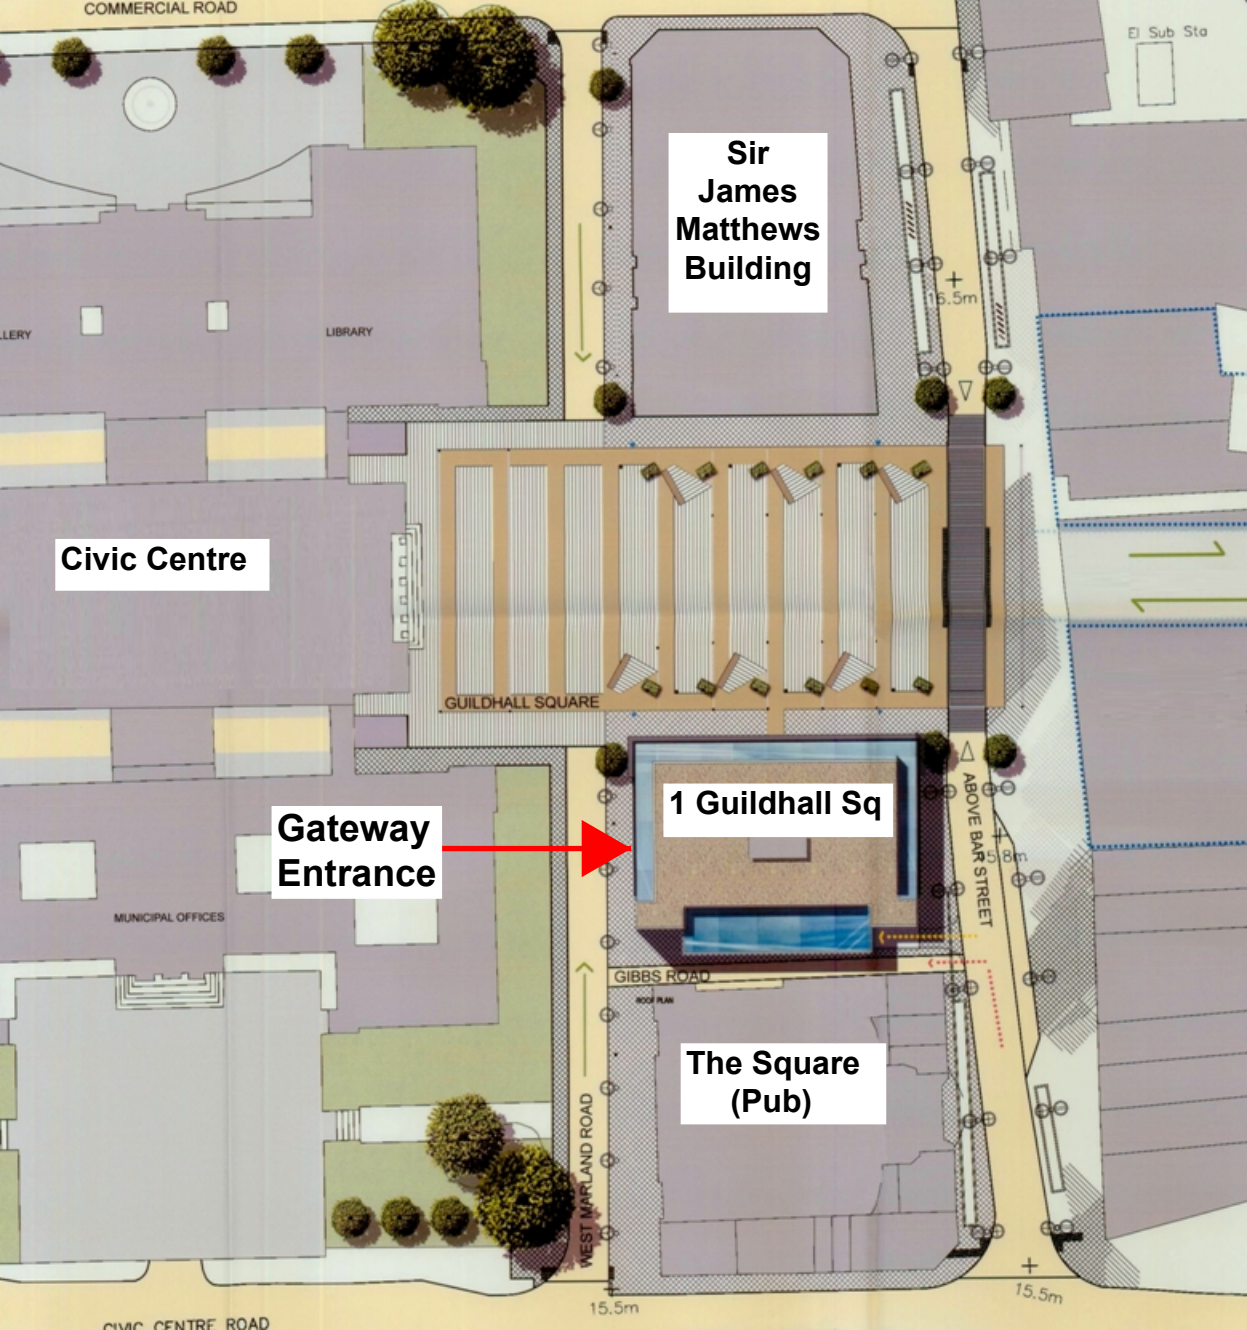 COMMERCIAL ROAD
El Sub Sta
Sir
James
Matthews
Building
16.5m
LLERY
LIBRARY
Civic Centre
GUILDHALL SQUARE
1 Guildhall Sq
Gateway
Entrance
ABOVE BAR STREET
15.8m
MUNICIPAL OFFICES
GIBBS ROAD
ROOF PLAN
The Square
(Pub)
WEST MARLAND ROAD
15.5m
15.5m
CIVIC CENTRE ROAD